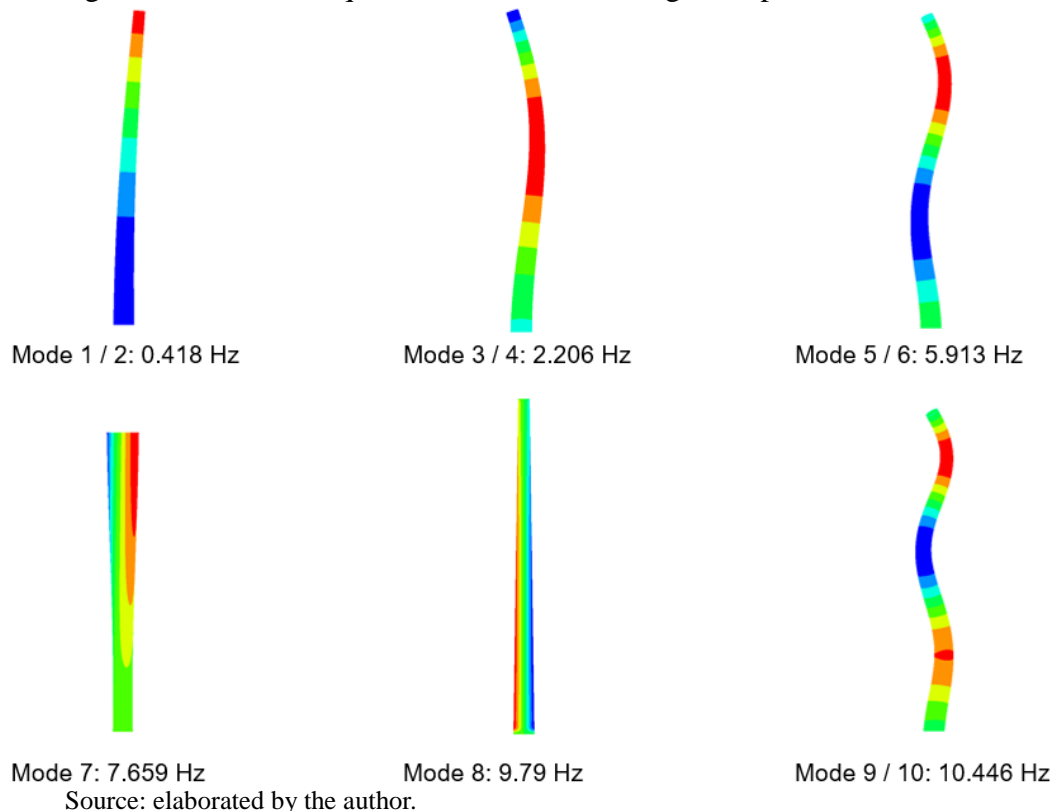 Mode 1 / 2: 0.418 Hz
Mode 3 / 4: 2.206 Hz
Mode 5 / 6: 5.913 Hz
Mode 7: 7.659 Hz
Mode 8: 9.79 Hz
Mode 9 / 10: 10.446 Hz
Source: elaborated by the author.